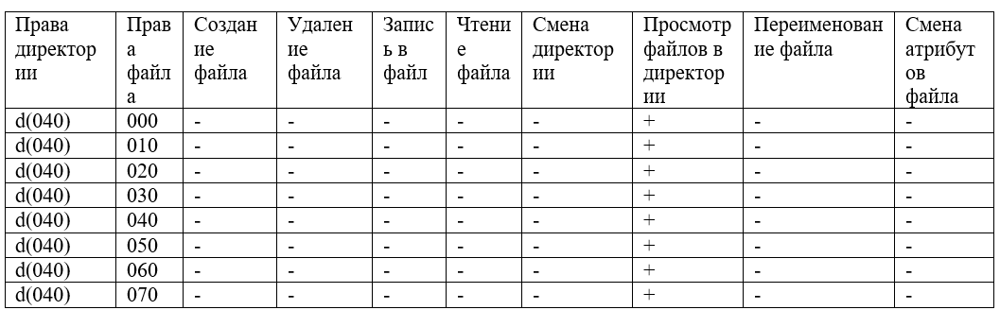 Права директории | Права файла | Создание файла | Удаление файла | Запись в файл | Чтение файла | Смена директории | Просмотр файлов в директории | Переименование файла | Смена атрибутов файла
d(040) | 000 | - | - | - | - | - | + | - | -
d(040) | 010 | - | - | - | - | - | + | - | -
d(040) | 020 | - | - | - | - | - | + | - | -
d(040) | 030 | - | - | - | - | - | + | - | -
d(040) | 040 | - | - | - | - | - | + | - | -
d(040) | 050 | - | - | - | - | - | + | - | -
d(040) | 060 | - | - | - | - | - | + | - | -
d(040) | 070 | - | - | - | - | - | + | - | -